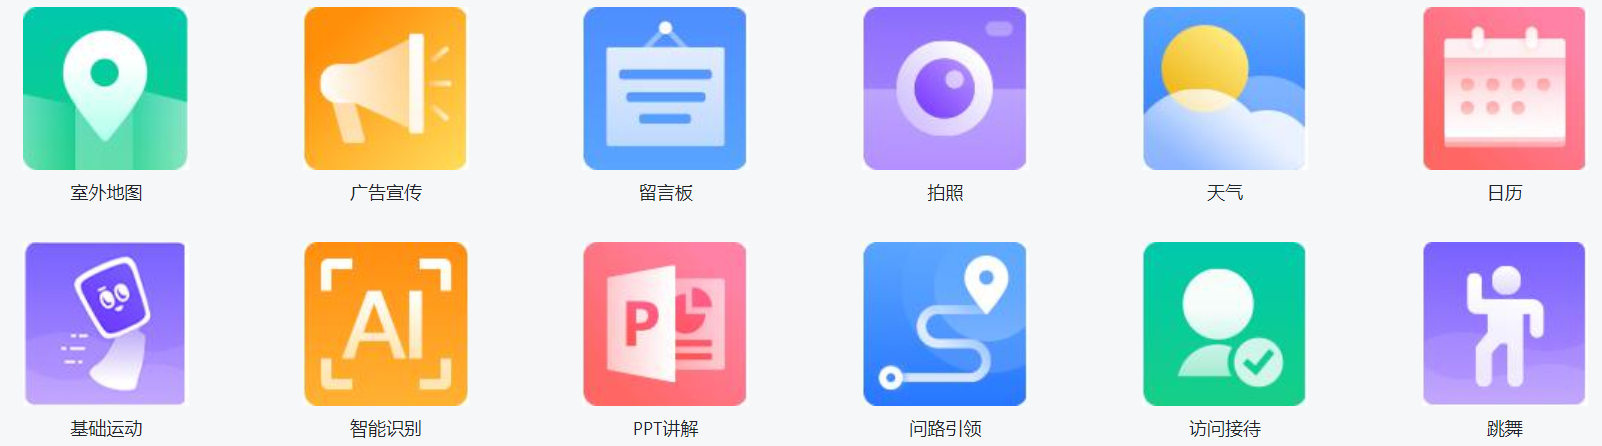 室外地图
广告宣传
留言板
拍照
天气
日历
AI
P
基础运动
智能识别
PPT讲解
问路引领
访问接待
跳舞